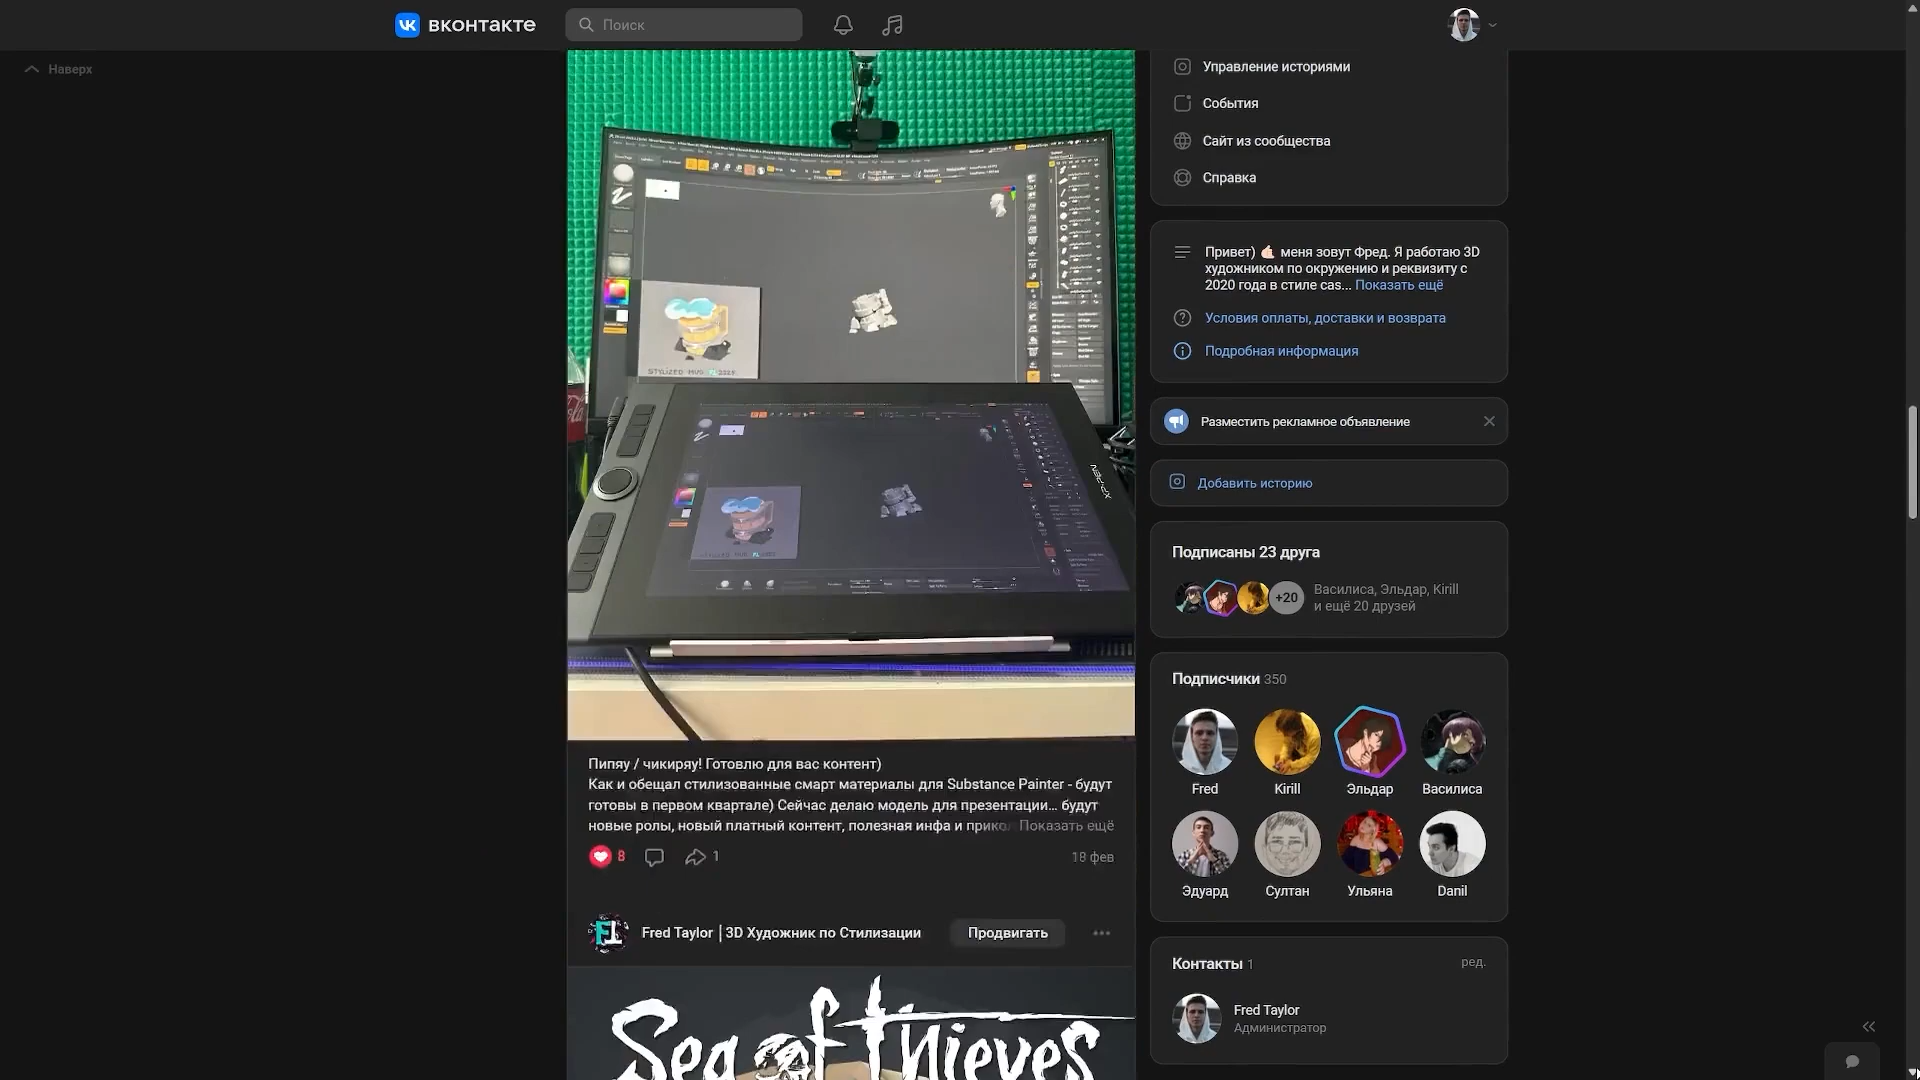 вконтакте
Поиск
Наверх
Управление историями
События
Сайт из сообщества
Справка
Привет) 🤙🏻 меня зовут Фред. Я работаю 3D
художником по окружению и реквизиту с
2020 года в стиле cas... Показать ещё
Условия оплаты, доставки и возврата
Подробная информация
Разместить рекламное объявление
Добавить историю
Подписаны 23 друга
+20
Василиса, Эльдар, Kirill
и ещё 20 друзей
Подписчики 350
Fred
Kirill
Эльдар
Василиса
Эдуард
Султан
Ульяна
Danil
Контакты 1
ред.
Fred Taylor
Администратор
STYLIZED MUG
XP-PEN
Пипяу / чикиряу! Готовлю для вас контент)
Как и обещал стилизованные смарт материалы для Substance Painter - будут
готовы в первом квартале) Сейчас делаю модель для презентации... будут
новые ролы, новый платный контент, полезная инфа и прико Показать ещё
8
1
18 фев
Fred Taylor | 3D Художник по Стилизации
Продвигать
Sea of Thieves